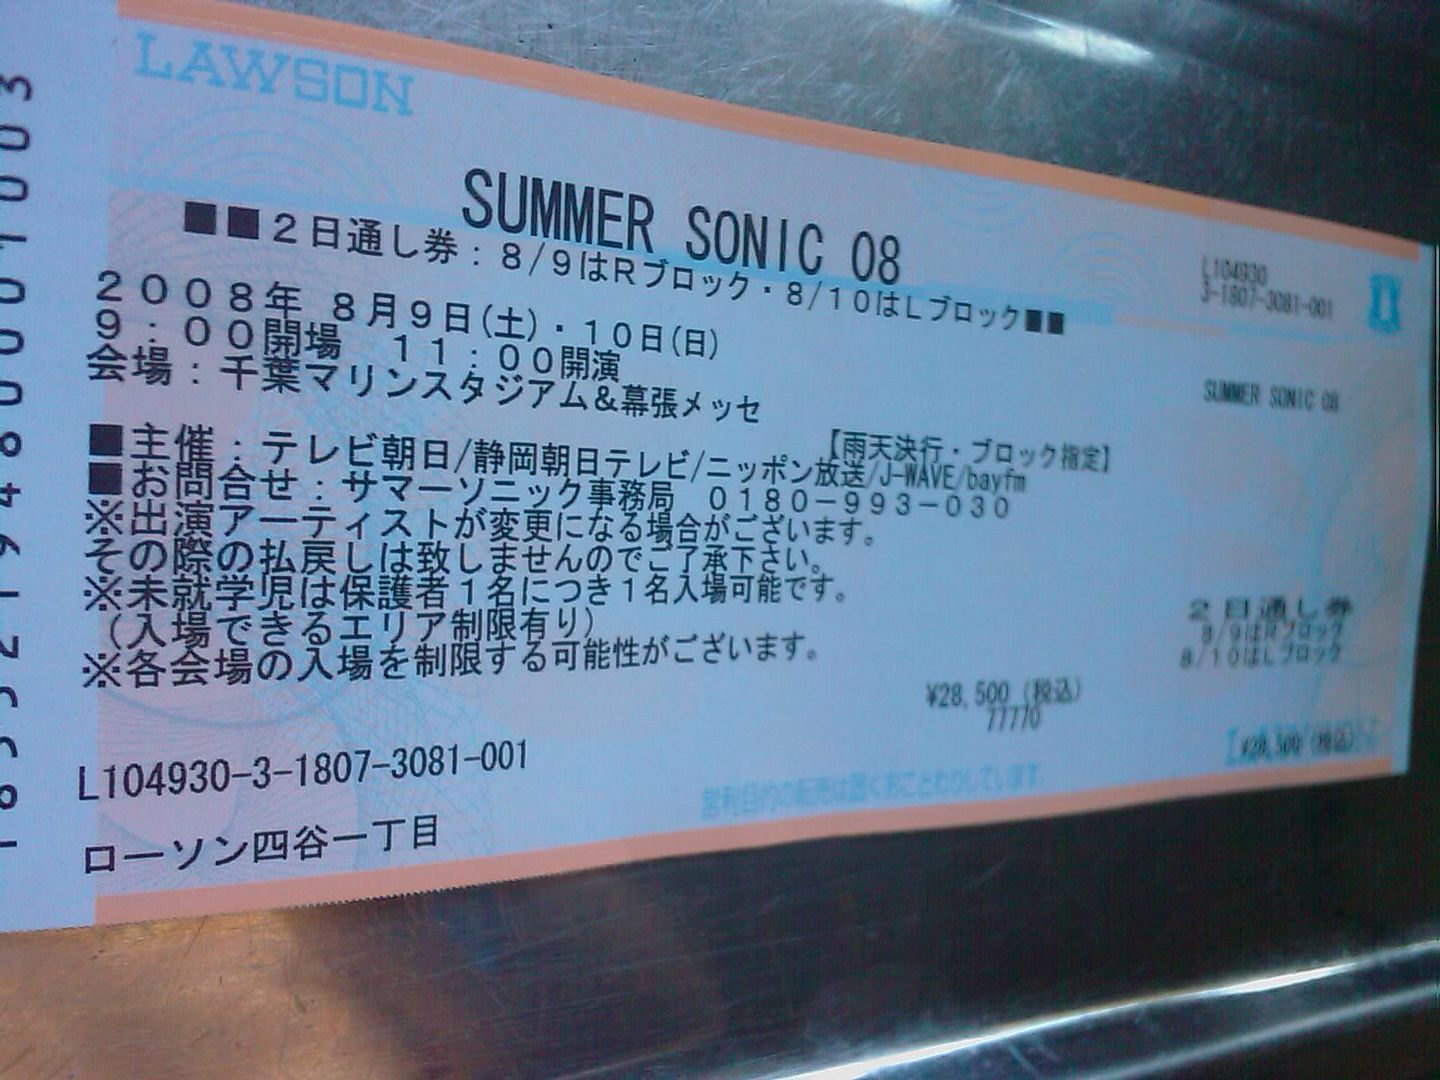 LAWSON
SUMMER SONIC 08
■■2日通し券:8/9はRブロック・8/10はLブロック■■
2008年 8月9日(土)・10日(日)
9:00開場 11:00開演
会場:千葉マリンスタジアム&幕張メッセ
【雨天決行・ブロック指定】
■主催:テレビ朝日/静岡朝日テレビ/ニッポン放送/J-WAVE/bayfm
■お問合せ:サマーソニック事務局 0180-993-030
※出演アーティストが変更になる場合がございます。
その際の払戻しは致しませんのでご了承下さい。
※未就学児は保護者1名につき1名入場可能です。
(入場できるエリア制限有り)
※各会場の入場を制限する可能性がございます。
¥28,500(税込)
77770
L104930-3-1807-3081-001
営利目的の転売は固くおことわりしています。
ローソン四谷一丁目
L104930
3-1807-3081-001
SUMMER SONIC 08
2日通し券
8/9はRブロック
8/10はLブロック
¥28,500(税込)